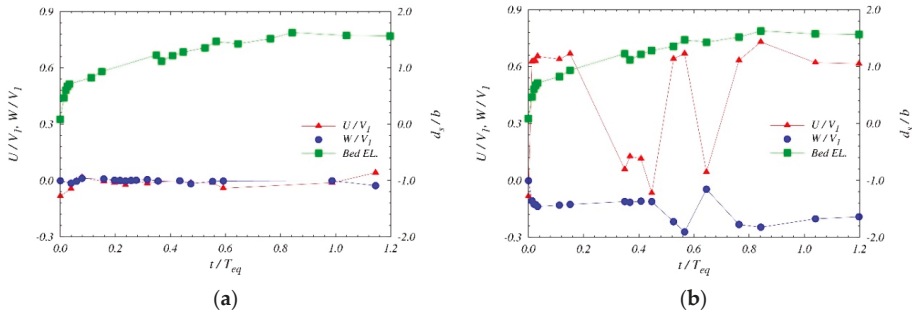 0.9
0.6
0.3
0.0
-0.3
U / V1, W / V1
2.0
1.0
0.0
-1.0
-2.0
ds / b
U / V1
W / V1
Bed EL.
0.0 0.2 0.4 0.6 0.8 1.0 1.2
t / Teq
(a)
0.9
0.6
0.3
0.0
-0.3
U / V1, W / V1
2.0
1.0
0.0
-1.0
-2.0
ds / b
U / V1
W / V1
Bed EL.
0.0 0.2 0.4 0.6 0.8 1.0 1.2
t / Teq
(b)